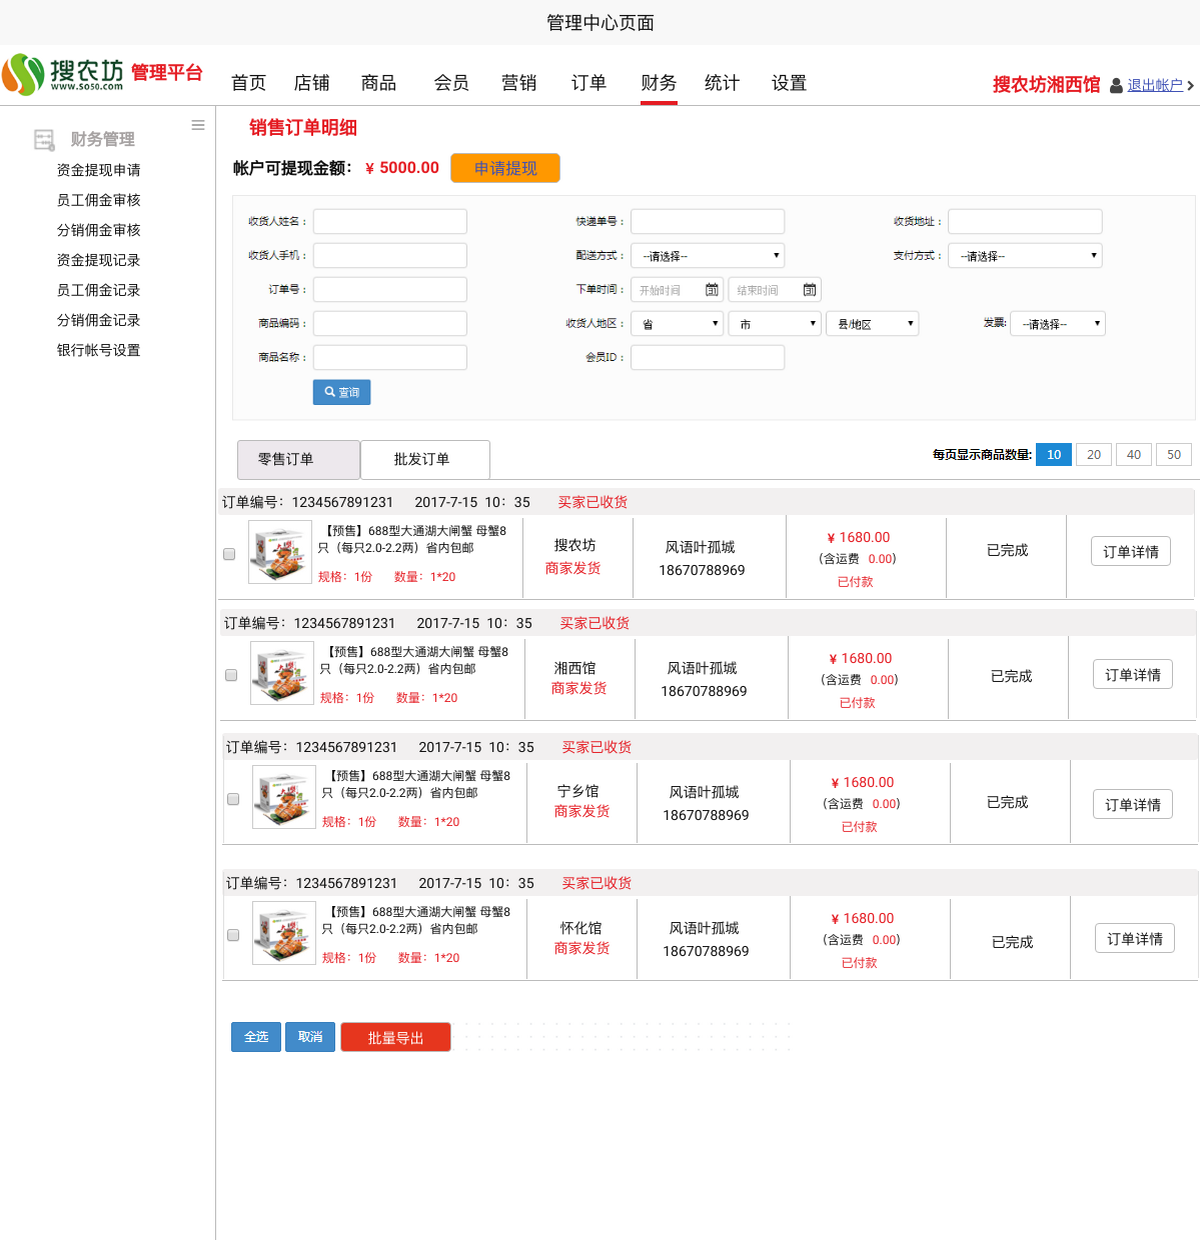 管理中心页面
搜农坊 管理平台
www.so50.com
首页 店铺 商品 会员 营销 订单 财务 统计 设置
搜农坊湘西馆 退出帐户
财务管理
资金提现申请
员工佣金审核
分销佣金审核
资金提现记录
员工佣金记录
分销佣金记录
银行帐号设置
销售订单明细
帐户可提现金额： ¥ 5000.00 申请提现
收货人姓名： 快递单号： 收货地址：
收货人手机： 配送方式： --请选择-- 支付方式： --请选择--
订单号： 下单时间： 开始时间 结束时间
商品编码： 收货人地区： 省 市 县/地区 发票: --请选择--
商品名称： 会员ID：
查询
零售订单 批发订单 每页显示商品数量: 10 20 40 50
订单编号：1234567891231 2017-7-15 10：35 买家已收货
【预售】688型大通湖大闸蟹 母蟹8
只（每只2.0-2.2两）省内包邮
规格：1份 数量：1*20
搜农坊
商家发货
风语叶孤城
18670788969
¥ 1680.00
(含运费 0.00)
已付款
已完成
订单详情
订单编号：1234567891231 2017-7-15 10：35 买家已收货
【预售】688型大通湖大闸蟹 母蟹8
只（每只2.0-2.2两）省内包邮
规格：1份 数量：1*20
湘西馆
商家发货
风语叶孤城
18670788969
¥ 1680.00
(含运费 0.00)
已付款
已完成
订单详情
订单编号：1234567891231 2017-7-15 10：35 买家已收货
【预售】688型大通湖大闸蟹 母蟹8
只（每只2.0-2.2两）省内包邮
规格：1份 数量：1*20
宁乡馆
商家发货
风语叶孤城
18670788969
¥ 1680.00
(含运费 0.00)
已付款
已完成
订单详情
订单编号：1234567891231 2017-7-15 10：35 买家已收货
【预售】688型大通湖大闸蟹 母蟹8
只（每只2.0-2.2两）省内包邮
规格：1份 数量：1*20
怀化馆
商家发货
风语叶孤城
18670788969
¥ 1680.00
(含运费 0.00)
已付款
已完成
订单详情
全选 取消 批量导出